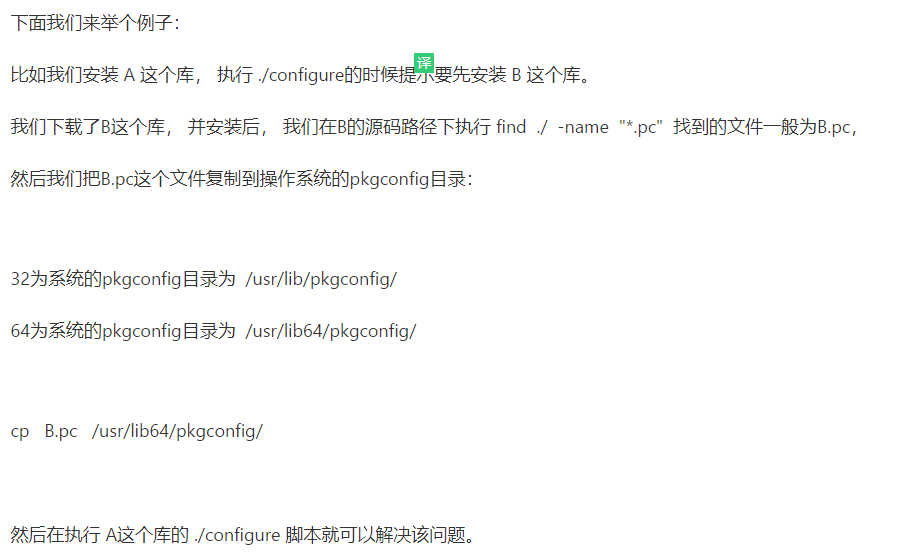 下面我们来举个例子：
比如我们安装 A 这个库， 执行 ./configure的时候提示要先安装 B 这个库。
译
我们下载了B这个库， 并安装后， 我们在B的源码路径下执行 find ./ -name "*.pc" 找到的文件一般为B.pc，
然后我们把B.pc这个文件复制到操作系统的pkgconfig目录：
32为系统的pkgconfig目录为 /usr/lib/pkgconfig/
64为系统的pkgconfig目录为 /usr/lib64/pkgconfig/
cp B.pc /usr/lib64/pkgconfig/
然后在执行 A这个库的 ./configure 脚本就可以解决该问题。